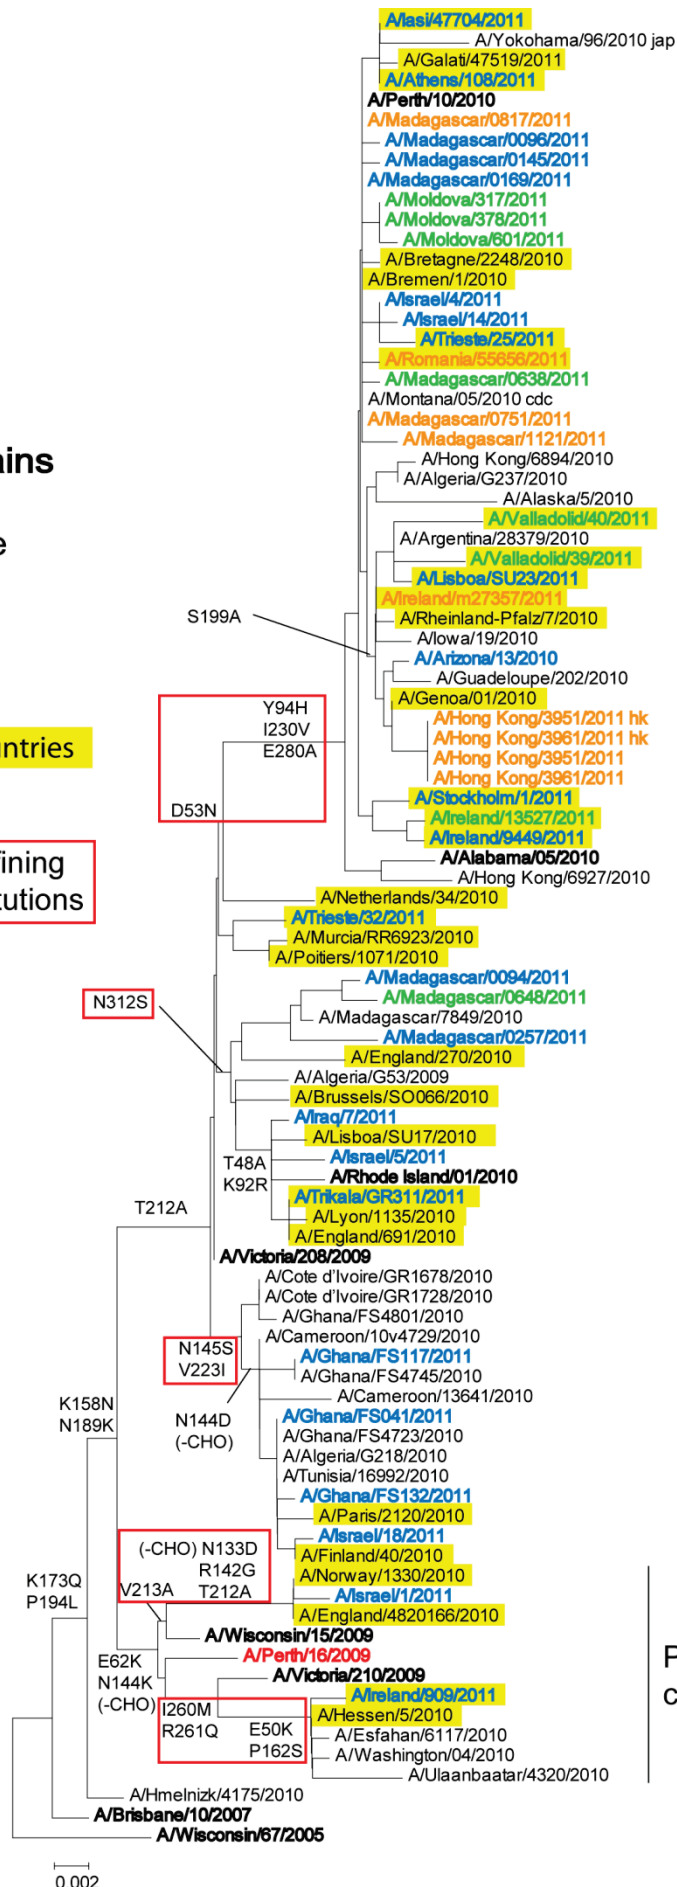 A/Iasi/47704/2011
A/Yokohama/96/2010 jap
A/Galati/47519/2011
A/Athens/108/2011
A/Perth/10/2010
A/Madagascar/0817/2011
A/Madagascar/0096/2011
A/Madagascar/0145/2011
A/Madagascar/0169/2011
A/Moldova/317/2011
A/Moldova/378/2011
A/Moldova/601/2011
A/Bretagne/2248/2010
A/Bremen/1/2010
A/Israel/4/2011
A/Israel/14/2011
A/Trieste/25/2011
A/Romania/55656/2011
A/Madagascar/0638/2011
A/Montana/05/2010 cdc
A/Madagascar/0751/2011
A/Madagascar/1121/2011
ains
A/Hong Kong/6894/2010
A/Algeria/G237/2010
A/Alaska/5/2010
A/Valladolid/40/2011
e
A/Argentina/28379/2010
A/Valladolid/39/2011
A/Lisboa/SU23/2011
A/Ireland/m27357/2011
S199A
A/Rheinland-Pfalz/7/2010
A/Iowa/19/2010
A/Arizona/13/2010
A/Guadeloupe/202/2010
A/Genoa/01/2010
Y94H
I230V
E280A
A/Hong Kong/3951/2011 hk
A/Hong Kong/3961/2011 hk
A/Hong Kong/3951/2011
A/Hong Kong/3961/2011
untries
A/Stockholm/1/2011
D53N
A/Ireland/13527/2011
A/Ireland/9449/2011
A/Alabama/05/2010
fining
A/Hong Kong/6927/2010
tutions
A/Netherlands/34/2010
A/Trieste/32/2011
A/Murcia/RR6923/2010
A/Poitiers/1071/2010
A/Madagascar/0094/2011
N312S
A/Madagascar/0648/2011
A/Madagascar/7849/2010
A/Madagascar/0257/2011
A/England/270/2010
A/Algeria/G53/2009
A/Brussels/SO066/2010
A/Iraq/7/2011
A/Lisboa/SU17/2010
T48A
K92R
A/Israel/5/2011
A/Rhode Island/01/2010
A/Trikala/GR311/2011
T212A
A/Lyon/1135/2010
A/England/691/2010
A/Victoria/208/2009
A/Cote d'Ivoire/GR1678/2010
A/Cote d'Ivoire/GR1728/2010
A/Ghana/FS4801/2010
A/Cameroon/10v4729/2010
N145S
V223I
A/Ghana/FS117/2011
A/Ghana/FS4745/2010
A/Cameroon/13641/2010
K158N
N189K
A/Ghana/FS041/2011
N144D
(-CHO)
A/Ghana/FS4723/2010
A/Algeria/G218/2010
A/Tunisia/16992/2010
A/Ghana/FS132/2011
A/Paris/2120/2010
A/Israel/18/2011
(-CHO) N133D
A/Finland/40/2010
R142G
A/Norway/1330/2010
K173Q
P194L
V213A
T212A
A/Israel/1/2011
A/England/4820166/2010
A/Wisconsin/15/2009
E62K
N144K
(-CHO)
A/Perth/16/2009
P
A/Victoria/210/2009
c
A/Ireland/909/2011
I260M
R261Q
A/Hessen/5/2010
E50K
P162S
A/Esfahan/6117/2010
A/Washington/04/2010
A/Ulaanbaatar/4320/2010
A/Hmelnizk/4175/2010
A/Brisbane/10/2007
A/Wisconsin/67/2005
0.002